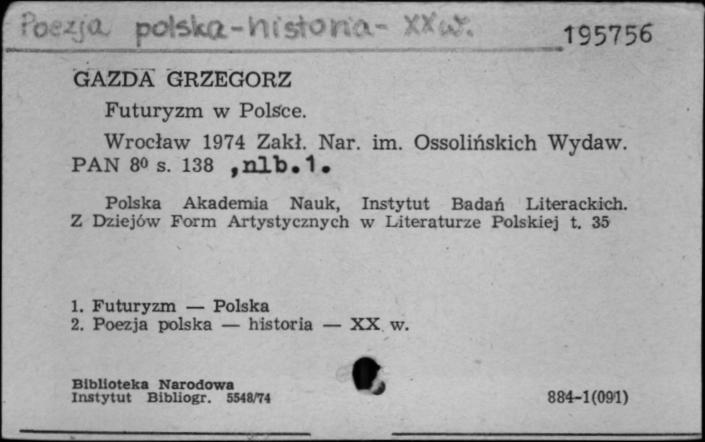 Poezja polska-historia- XXw.
195756
GAZDA GRZEGORZ
Futuryzm w Polsce.
Wrocław 1974 Zakł. Nar. im. Ossolińskich Wydaw.
PAN 8⁰ s. 138 ,nlb.1.
Polska Akademia Nauk, Instytut Badań Literackich.
Z Dziejów Form Artystycznych w Literaturze Polskiej t. 35
1. Futuryzm — Polska
2. Poezja polska — historia — XX w.
Biblioteka Narodowa
Instytut Bibliogr. 5548/74
884-1(091)